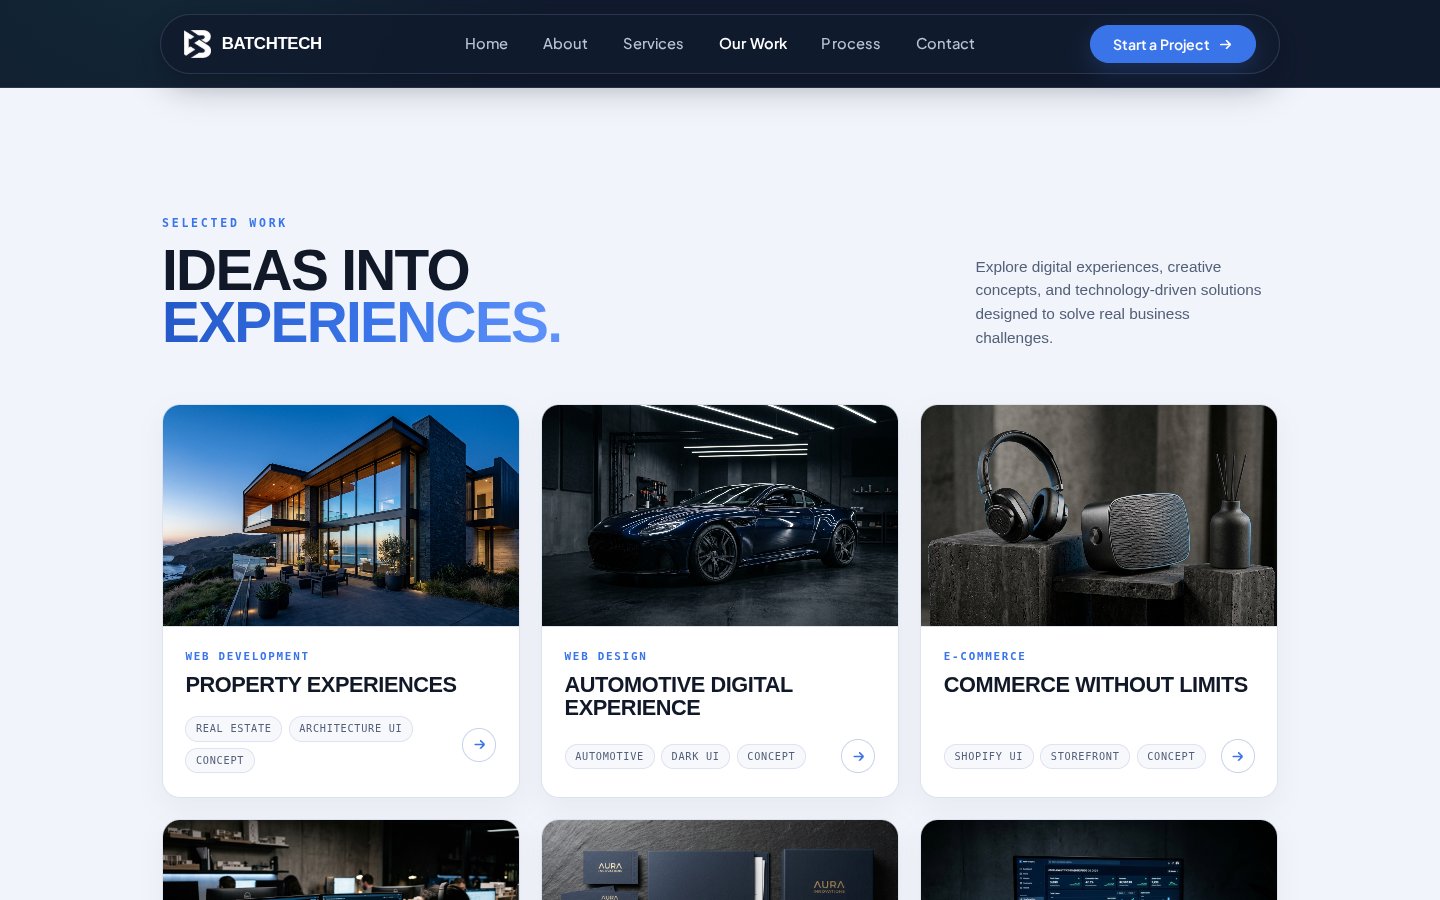 BATCHTECH
Home
About
Services
Our Work
Process
Contact
Start a Project
SELECTED WORK
IDEAS INTO
EXPERIENCES.
Explore digital experiences, creative
concepts, and technology-driven solutions
designed to solve real business
challenges.
WEB DEVELOPMENT
PROPERTY EXPERIENCES
REAL ESTATE
ARCHITECTURE UI
CONCEPT
WEB DESIGN
AUTOMOTIVE DIGITAL
EXPERIENCE
AUTOMOTIVE
DARK UI
CONCEPT
E-COMMERCE
COMMERCE WITHOUT LIMITS
SHOPIFY UI
STOREFRONT
CONCEPT
AURA
INNOVATIONS
AURA
AURA
INNOVATIONS